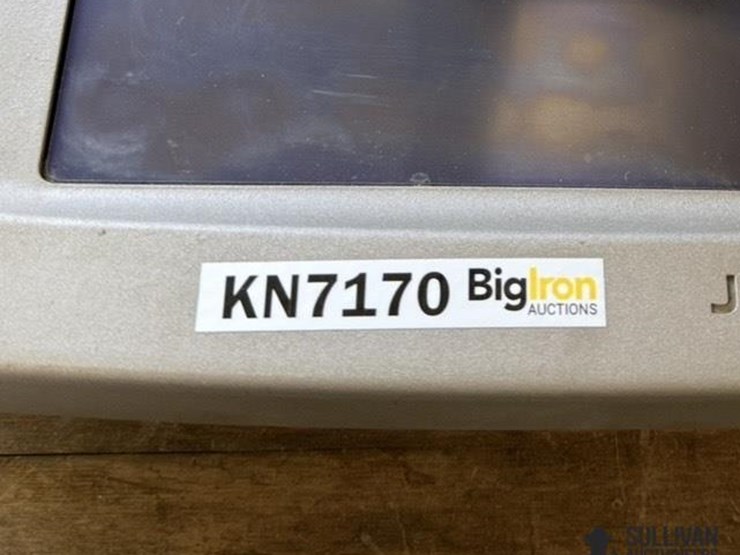 KN7170 BigIron
AUCTIONS
J
SULLIVAN